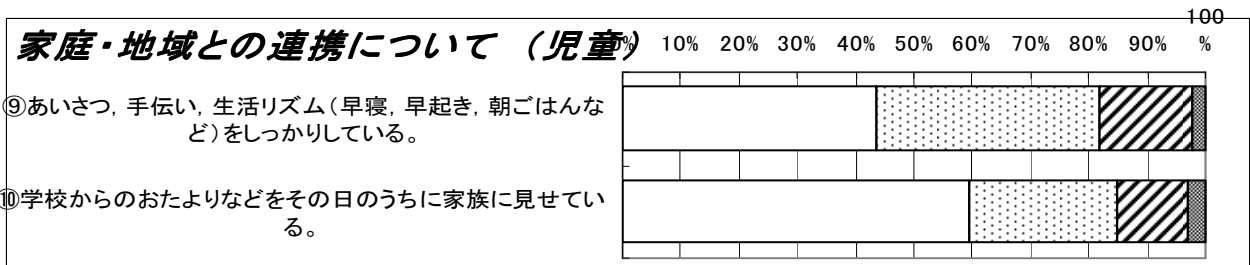 家庭・地域との連携について (児童)
0% 10% 20% 30% 40% 50% 60% 70% 80% 90% 100%
⑨あいさつ，手伝い，生活リズム（早寝，早起き，朝ごはんな
ど）をしっかりしている。
⑩学校からのおたよりなどをその日のうちに家族に見せてい
る。